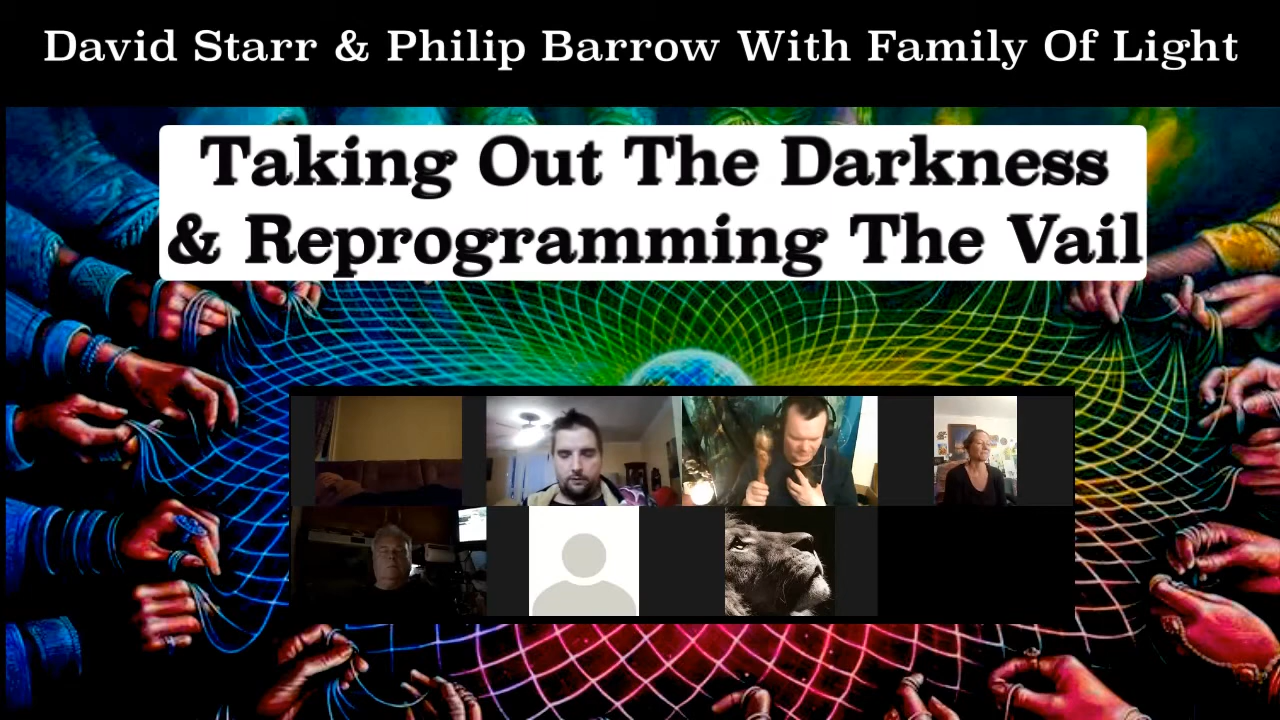 David Starr & Philip Barrow With Family Of Light
Taking Out The Darkness
& Reprogramming The Vail